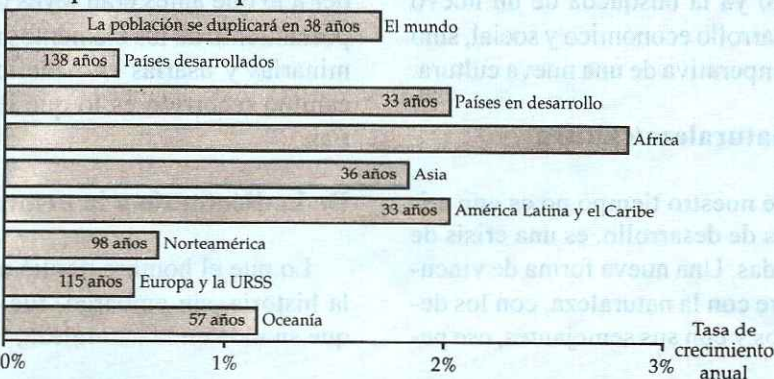 La población se duplicará en 38 años El mundo
138 años Países desarrollados
33 años Países en desarrollo
Africa
36 años Asia
33 años América Latina y el Caribe
98 años Norteamérica
115 años Europa y la URSS
57 años Oceanía
0% 1% 2% 3%
Tasa de
crecimiento
anual